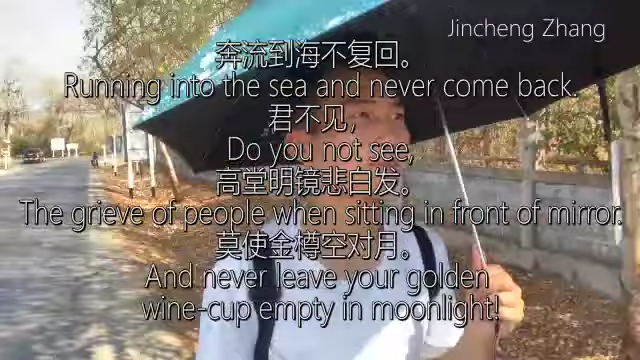 Jincheng Zhang
奔流到海不复回。
Running into the sea and never come back.
君不见，
Do you not see,
高堂明镜悲白发。
The grieve of people when sitting in front of mirror.
莫使金樽空对月。
And never leave your golden
wine-cup empty in moonlight!